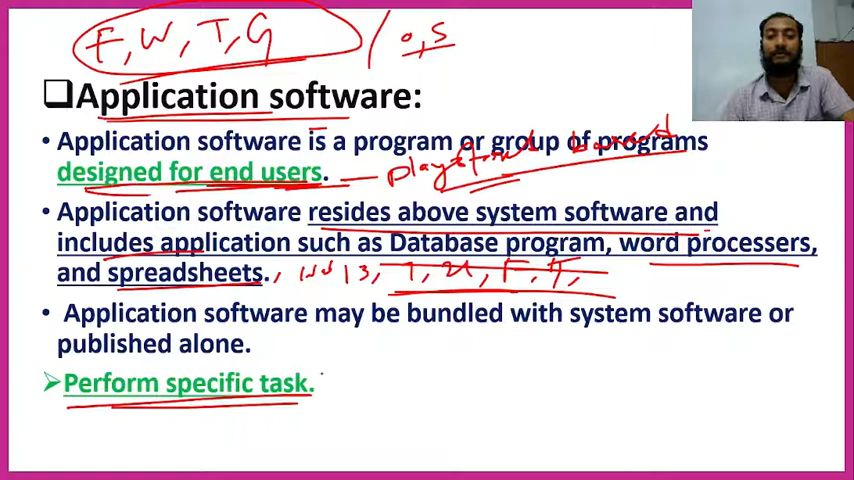 F, W, T, G / o, S
Application software:
• Application software is a program or group of programs
designed for end users. — playeform based
• Application software resides above system software and
includes application such as Database program, word processers,
and spreadsheets.,
• Application software may be bundled with system software or
published alone.
Perform specific task.